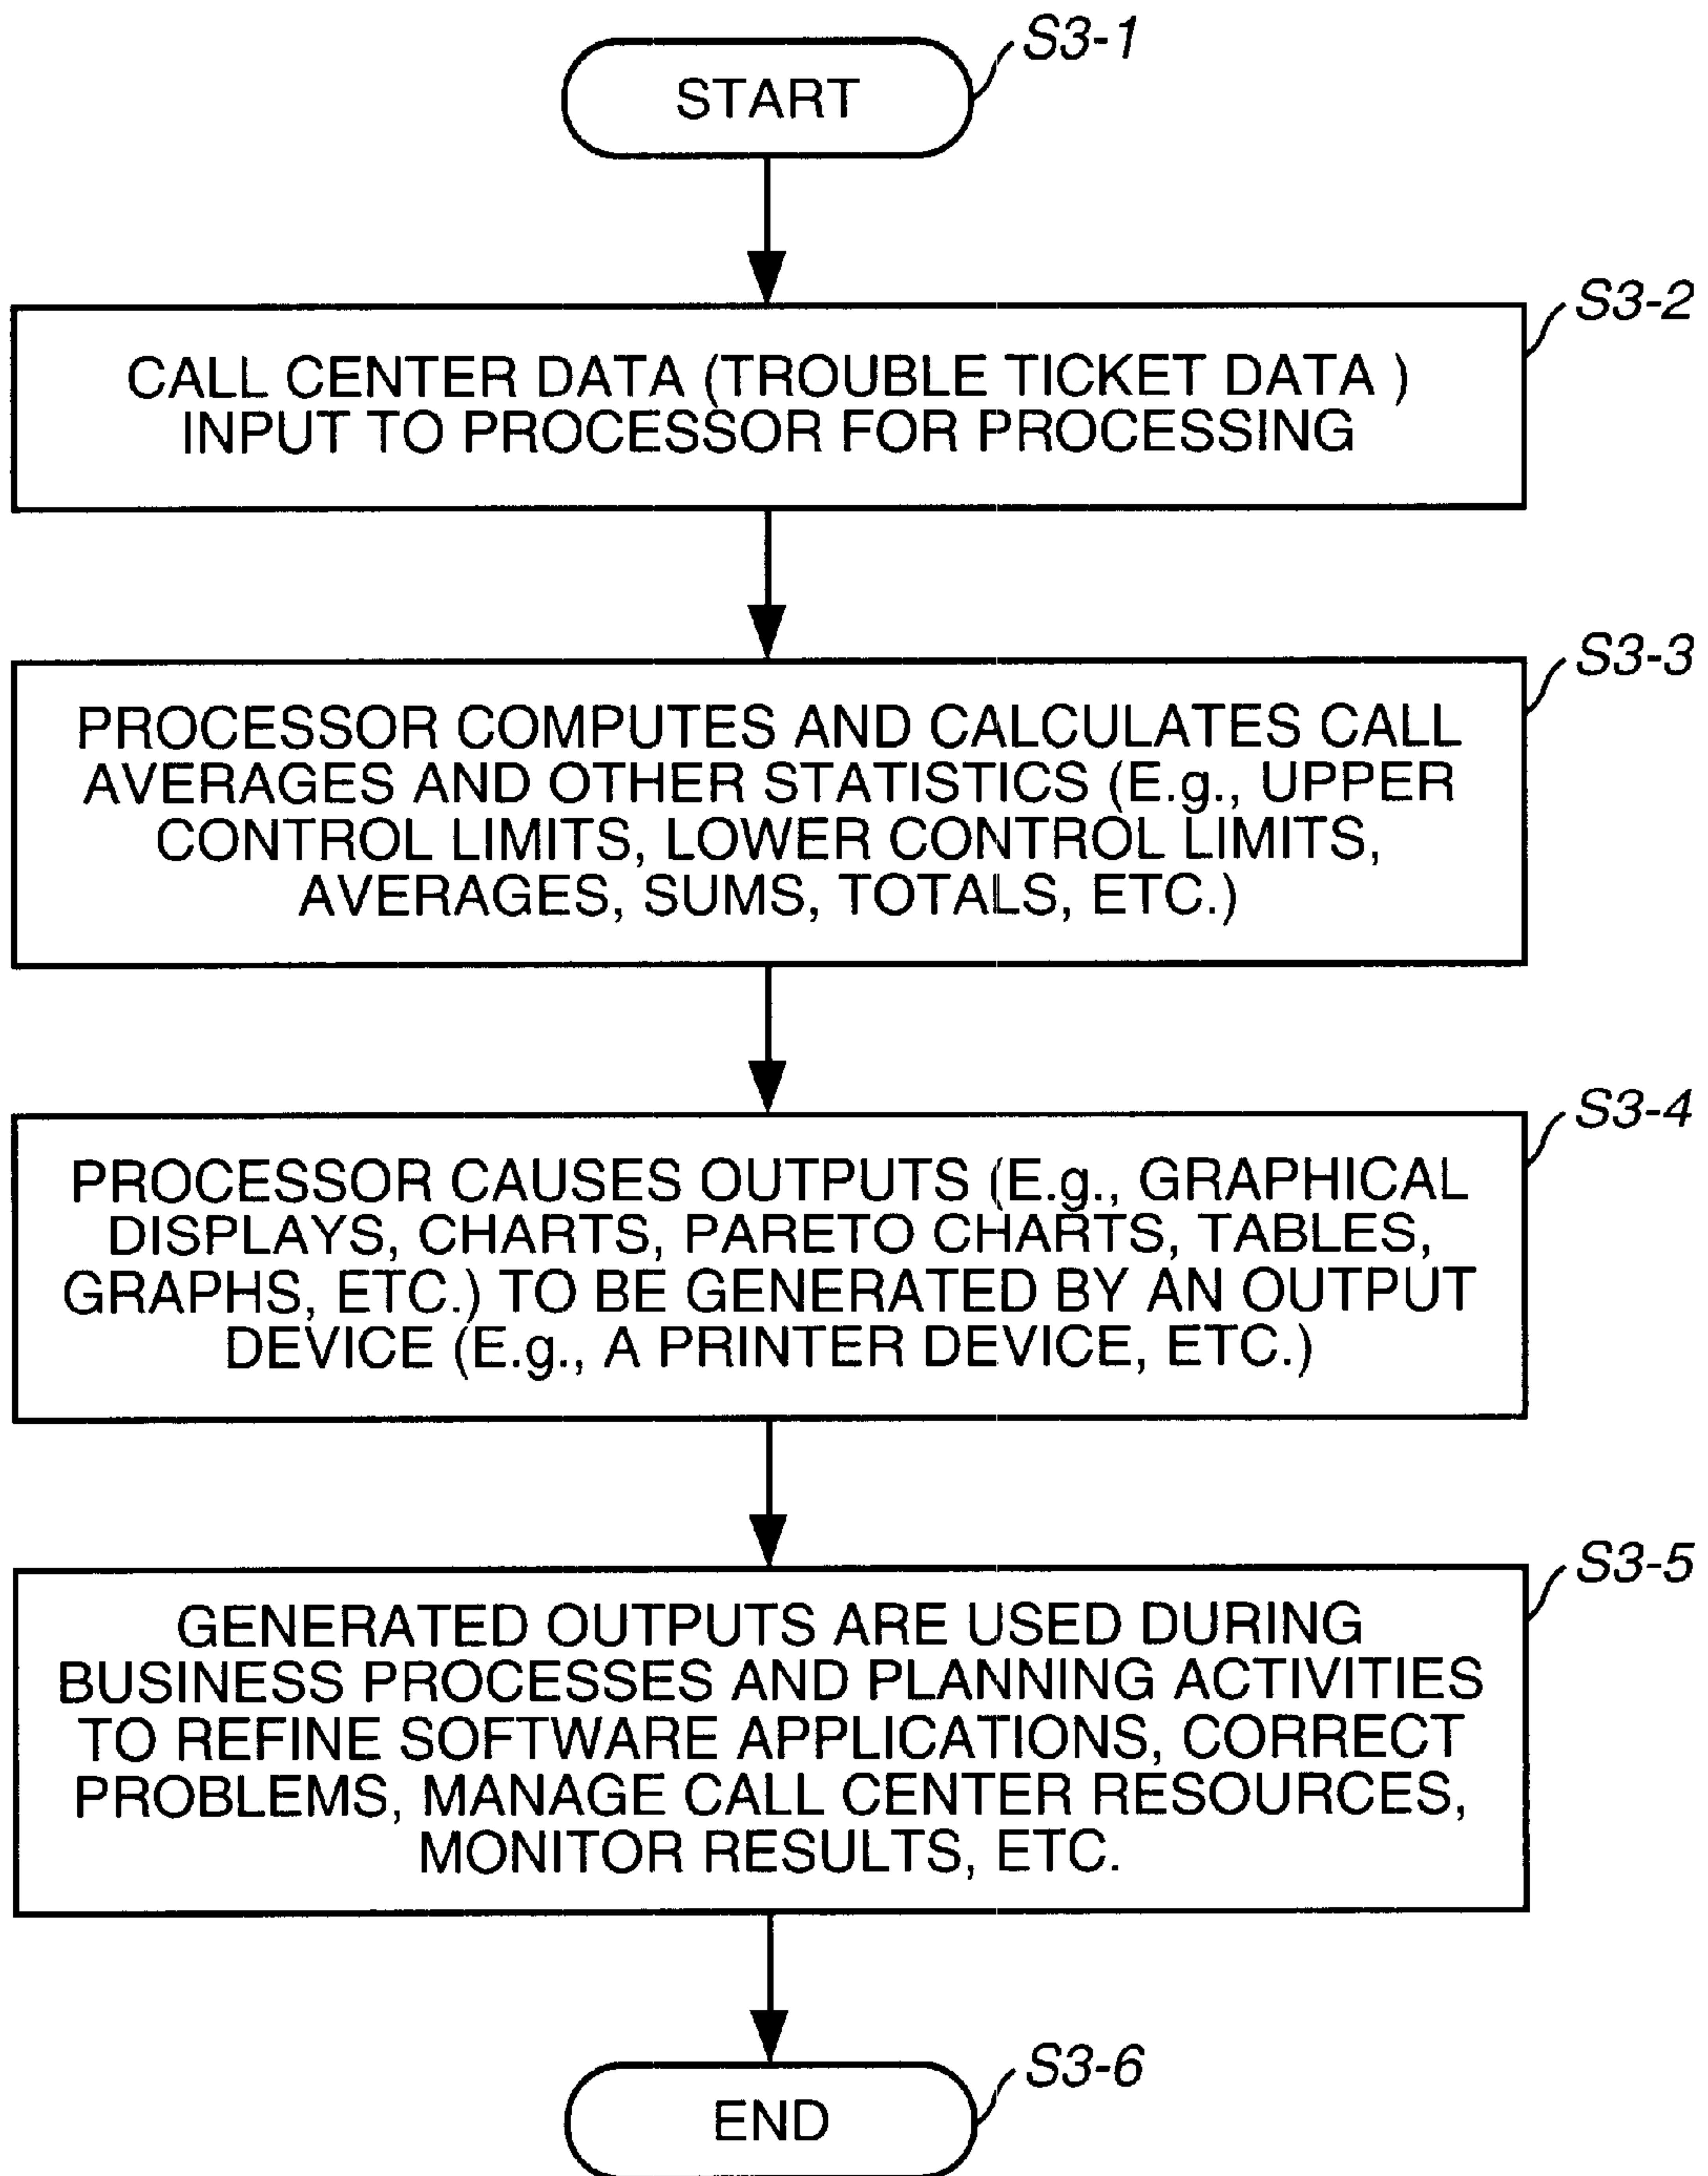 S3-1
START
S3-2
CALL CENTER DATA (TROUBLE TICKET DATA )
INPUT TO PROCESSOR FOR PROCESSING
S3-3
PROCESSOR COMPUTES AND CALCULATES CALL
AVERAGES AND OTHER STATISTICS (E.g., UPPER
CONTROL LIMITS, LOWER CONTROL LIMITS,
AVERAGES, SUMS, TOTALS, ETC.)
S3-4
PROCESSOR CAUSES OUTPUTS (E.g., GRAPHICAL
DISPLAYS, CHARTS, PARETO CHARTS, TABLES,
GRAPHS, ETC.) TO BE GENERATED BY AN OUTPUT
DEVICE (E.g., A PRINTER DEVICE, ETC.)
S3-5
GENERATED OUTPUTS ARE USED DURING
BUSINESS PROCESSES AND PLANNING ACTIVITIES
TO REFINE SOFTWARE APPLICATIONS, CORRECT
PROBLEMS, MANAGE CALL CENTER RESOURCES,
MONITOR RESULTS, ETC.
S3-6
END